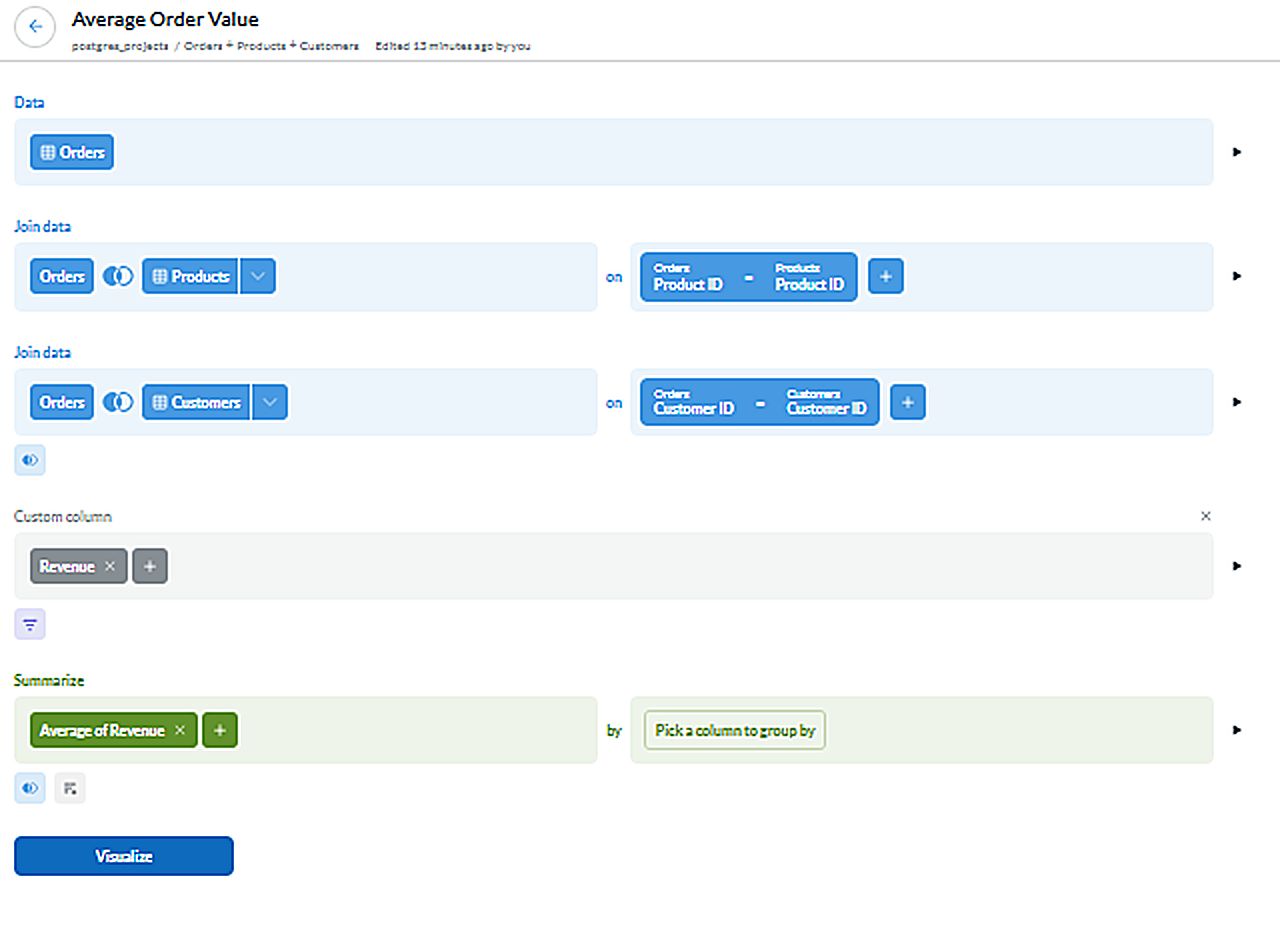 Average Order Value
postgres_projects / Orders + Products + Customers Edited 13 minutes ago by you
Data
Orders
Join data
Orders Products on Orders Product ID = Products Product ID +
Join data
Orders Customers on Orders Customer ID = Customers Customer ID +
Custom column ×
Revenue × +
Summarize
Average of Revenue × + by Pick a column to group by
Visualize